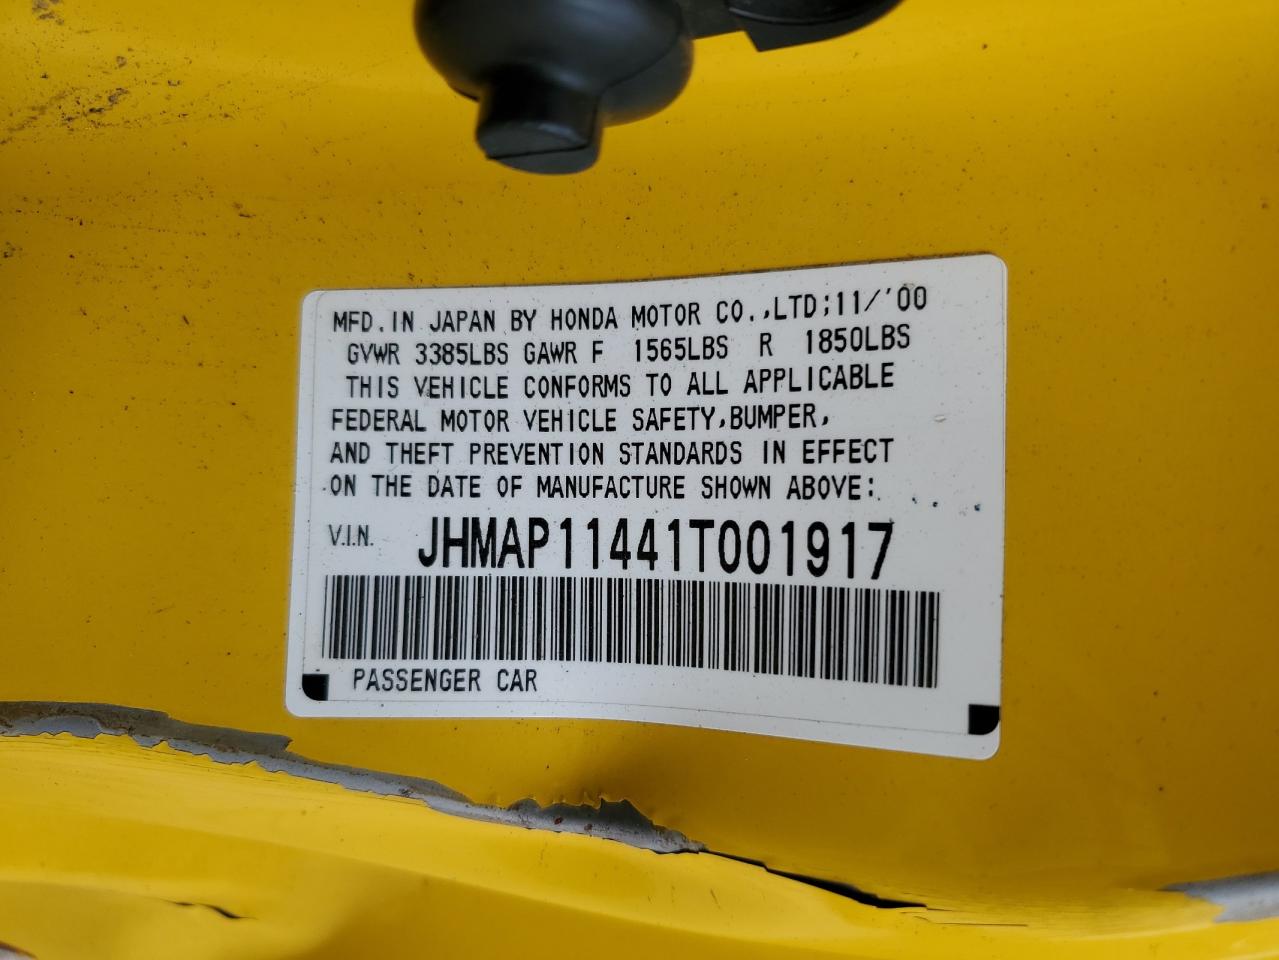 MFD.IN JAPAN BY HONDA MOTOR CO.,LTD;11/'00
GVWR 3385LBS GAWR F 1565LBS R 1850LBS
THIS VEHICLE CONFORMS TO ALL APPLICABLE
FEDERAL MOTOR VEHICLE SAFETY,BUMPER,
AND THEFT PREVENTION STANDARDS IN EFFECT
ON THE DATE OF MANUFACTURE SHOWN ABOVE:
V.I.N. JHMAP11441T001917
PASSENGER CAR